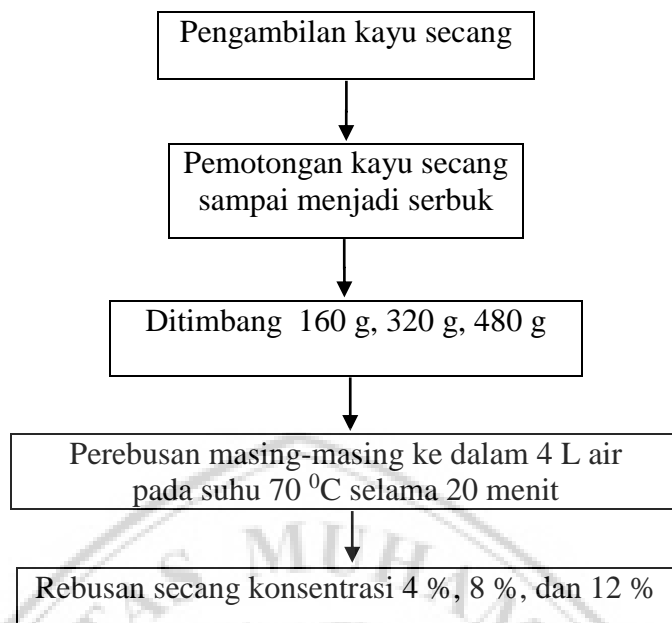 Pengambilan kayu secang
Pemotongan kayu secang
sampai menjadi serbuk
Ditimbang 160 g, 320 g, 480 g
Perebusan masing-masing ke dalam 4 L air
pada suhu 70 ⁰C selama 20 menit
Rebusan secang konsentrasi 4 %, 8 %, dan 12 %